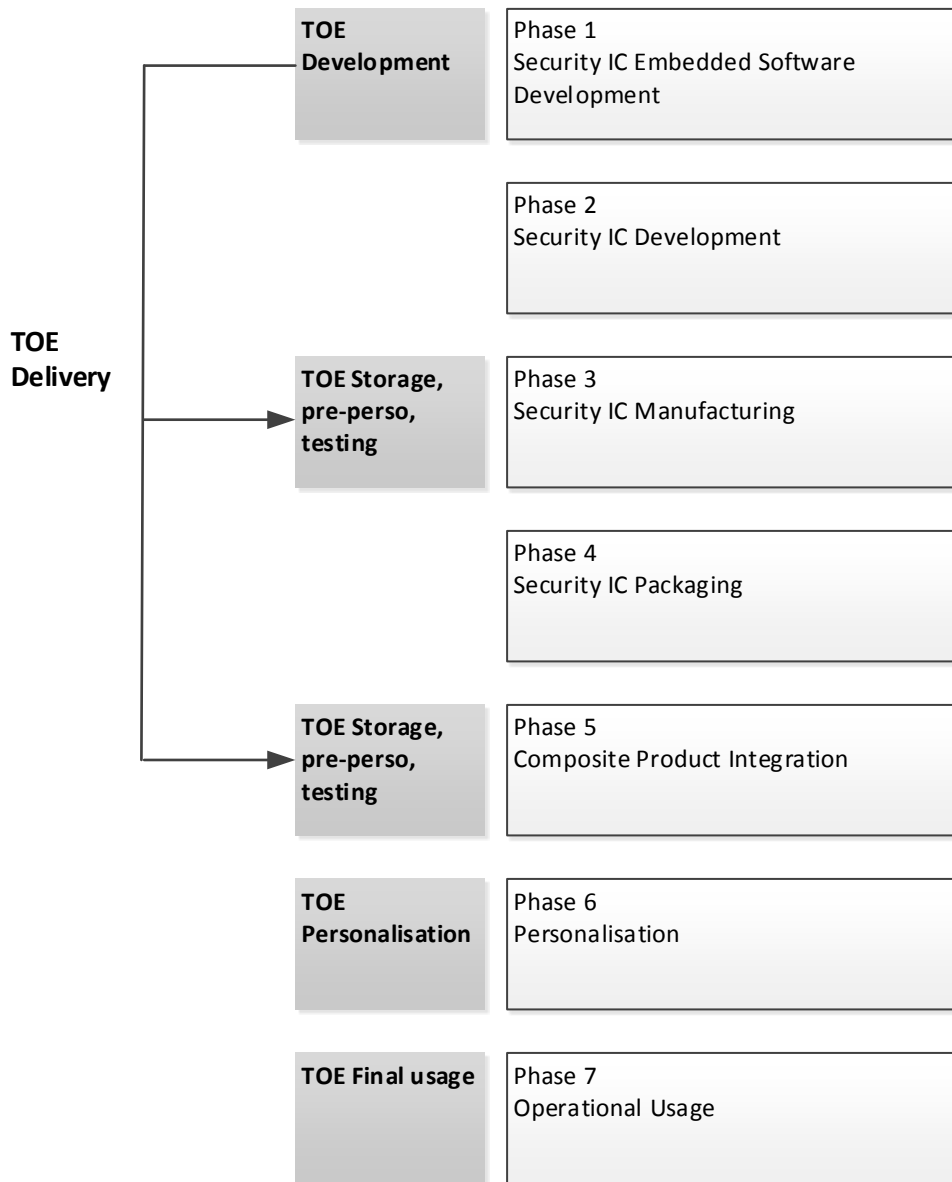 TOE
Development
Phase 1
Security IC Embedded Software
Development
Phase 2
Security IC Development
TOE
Delivery
TOE Storage,
pre-perso,
testing
Phase 3
Security IC Manufacturing
Phase 4
Security IC Packaging
TOE Storage,
pre-perso,
testing
Phase 5
Composite Product Integration
TOE
Personalisation
Phase 6
Personalisation
TOE Final usage
Phase 7
Operational Usage